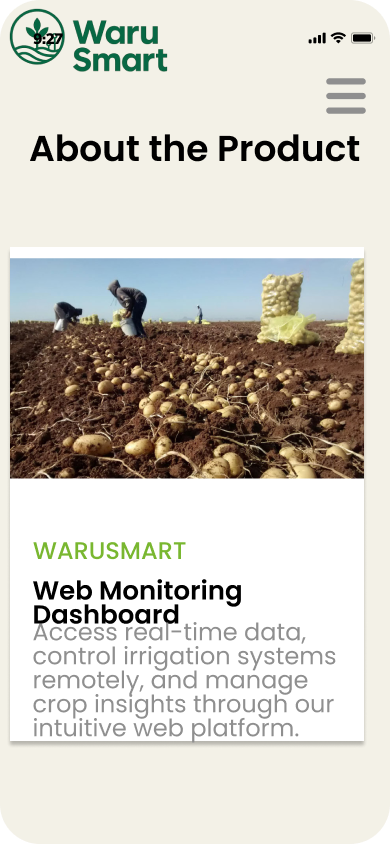 9:27
Waru
Smart
About the Product
WARUSMART
Web Monitoring
Dashboard
Access real-time data,
control irrigation systems
remotely, and manage
crop insights through our
intuitive web platform.